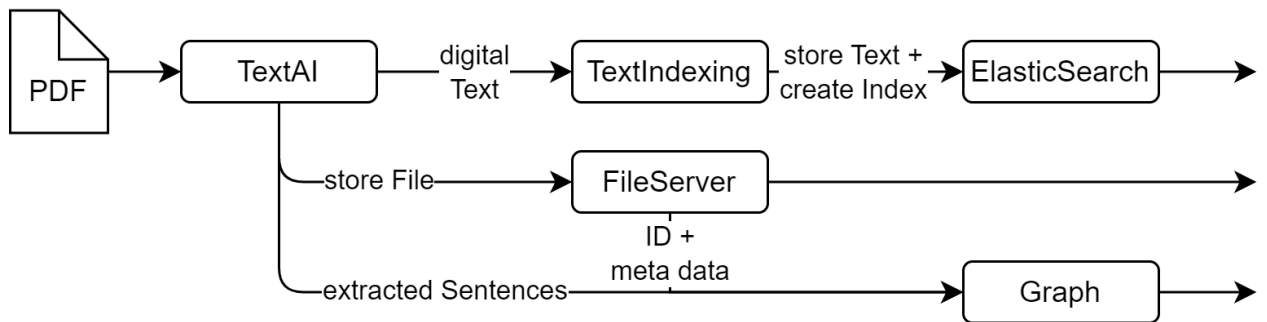 PDF
TextAI
digital
Text
TextIndexing
store Text +
create Index
ElasticSearch
store File
FileServer
ID +
meta data
extracted Sentences
Graph